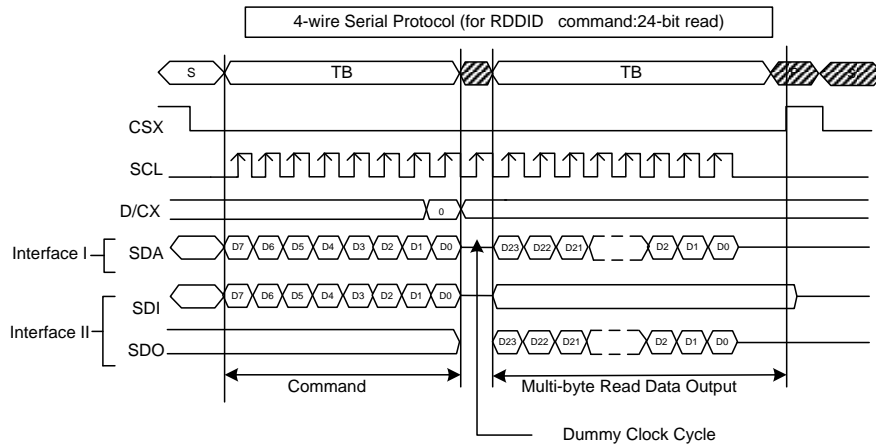 4-wire Serial Protocol (for RDDID command:24-bit read)
S TB TB P S
CSX
SCL
D/CX 0
Interface I SDA D7 D6 D5 D4 D3 D2 D1 D0 D23 D22 D21 D2 D1 D0
SDI D7 D6 D5 D4 D3 D2 D1 D0
Interface II
SDO D23 D22 D21 D2 D1 D0
Command Multi-byte Read Data Output
Dummy Clock Cycle